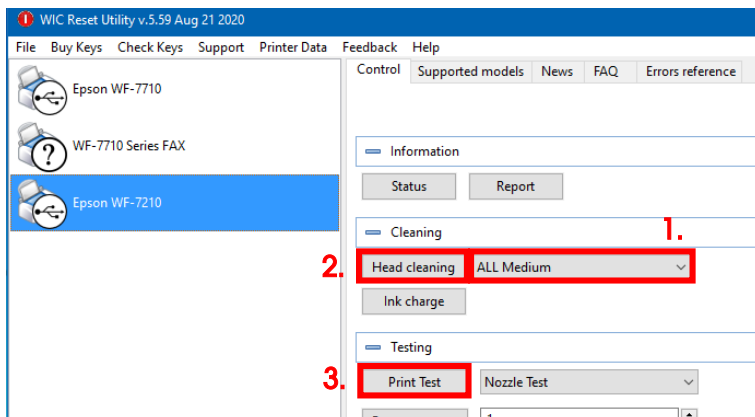 WIC Reset Utility v.5.59 Aug 21 2020
File Buy Keys Check Keys Support Printer Data Feedback Help
Epson WF-7710
WF-7710 Series FAX
Epson WF-7210
Control Supported models News FAQ Errors reference
Information
Status Report
Cleaning
1.
2. Head cleaning ALL Medium
Ink charge
Testing
3. Print Test Nozzle Test